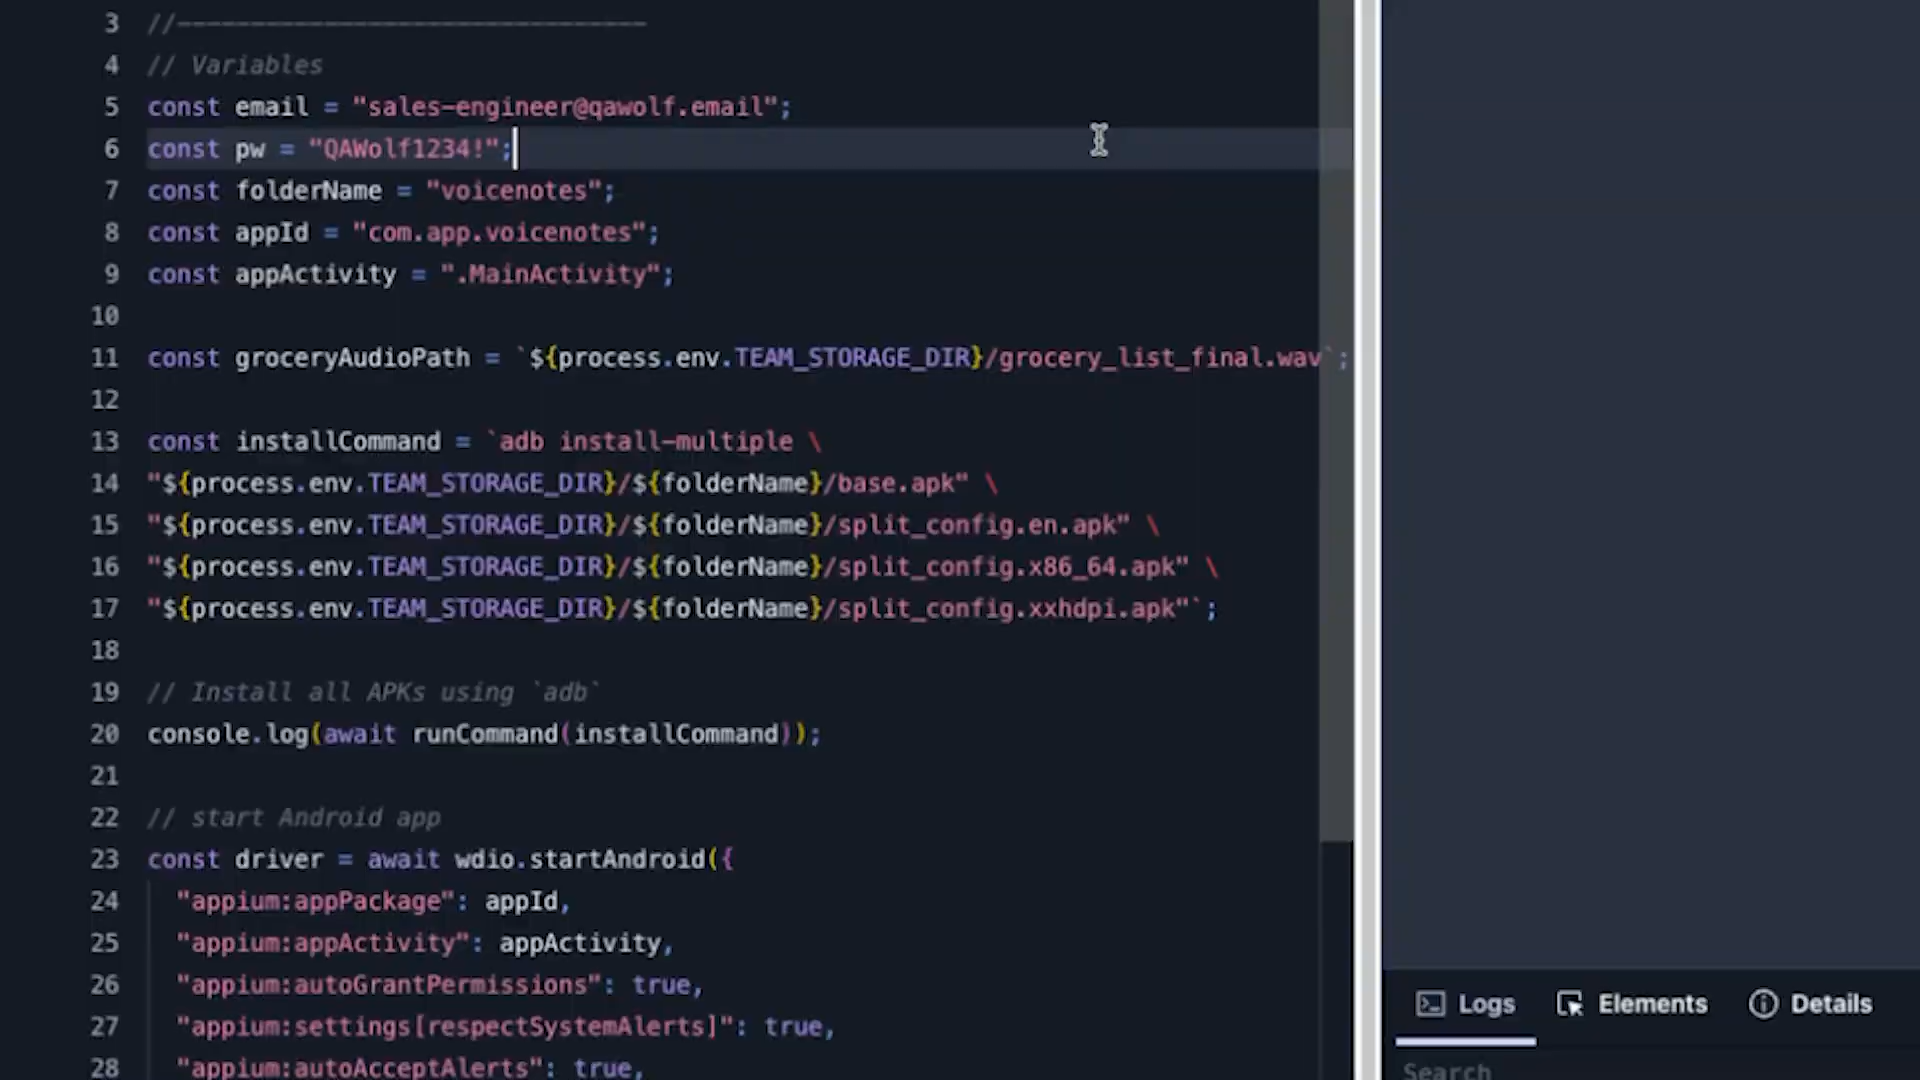 3 //--------------------------------
4 // Variables
5 const email = "sales-engineer@qawolf.email";
6 const pw = "QAWolf1234!";
7 const folderName = "voicenotes";
8 const appId = "com.app.voicenotes";
9 const appActivity = ".MainActivity";
10
11 const groceryAudioPath = `${process.env.TEAM_STORAGE_DIR}/grocery_list_final.wav`;
12
13 const installCommand = `adb install-multiple \
14 "${process.env.TEAM_STORAGE_DIR}/${folderName}/base.apk" \
15 "${process.env.TEAM_STORAGE_DIR}/${folderName}/split_config.en.apk" \
16 "${process.env.TEAM_STORAGE_DIR}/${folderName}/split_config.x86_64.apk" \
17 "${process.env.TEAM_STORAGE_DIR}/${folderName}/split_config.xxhdpi.apk"`;
18
19 // Install all APKs using `adb`
20 console.log(await runCommand(installCommand));
21
22 // start Android app
23 const driver = await wdio.startAndroid({
24 "appium:appPackage": appId,
25 "appium:appActivity": appActivity,
26 "appium:autoGrantPermissions": true,
27 "appium:settings[respectSystemAlerts]": true,
28 "appium:autoAcceptAlerts": true,
Logs Elements Details
Search